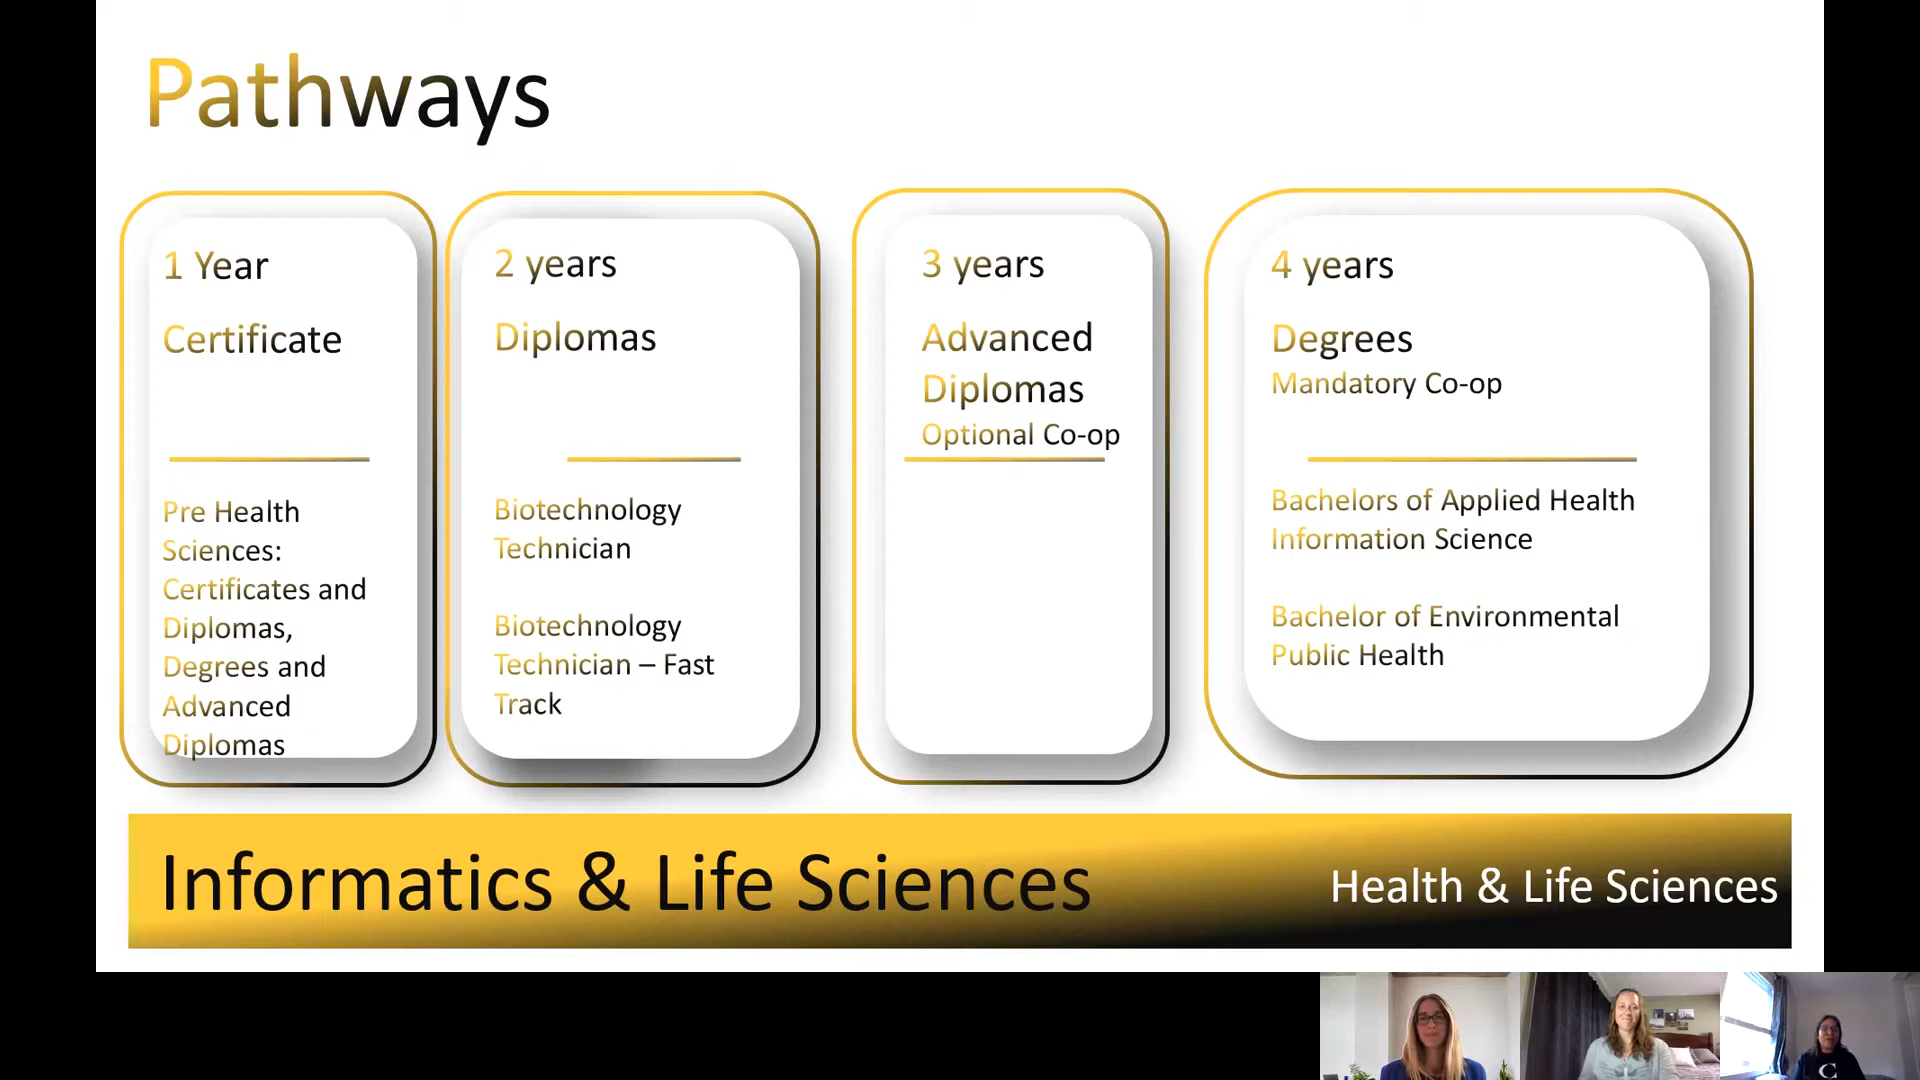 Pathways
1 Year
Certificate
Pre Health
Sciences:
Certificates and
Diplomas,
Degrees and
Advanced
Diplomas
2 years
Diplomas
Biotechnology
Technician
Biotechnology
Technician – Fast
Track
3 years
Advanced
Diplomas
Optional Co-op
4 years
Degrees
Mandatory Co-op
Bachelors of Applied Health
Information Science
Bachelor of Environmental
Public Health
Informatics & Life Sciences
Health & Life Sciences
C